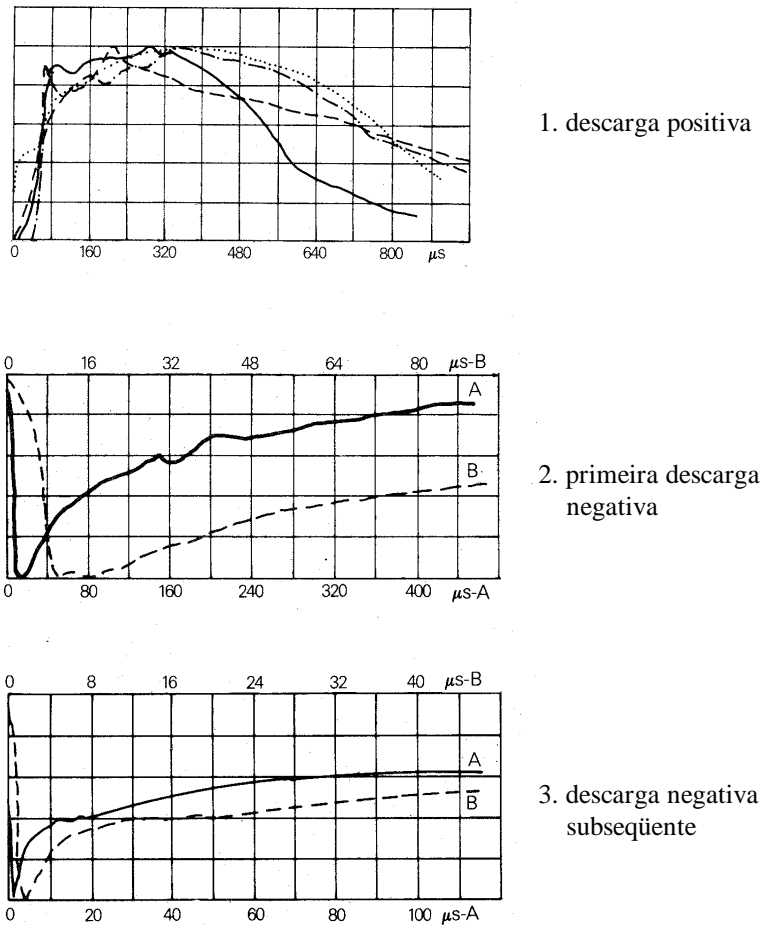 1. descarga positiva
0 160 320 480 640 800 µs
0 16 32 48 64 80 µs-B
A
B
2. primeira descarga
negativa
0 80 160 240 320 400 µs-A
0 8 16 24 32 40 µs-B
A
B
3. descarga negativa
subseqüente
0 20 40 60 80 100 µs-A